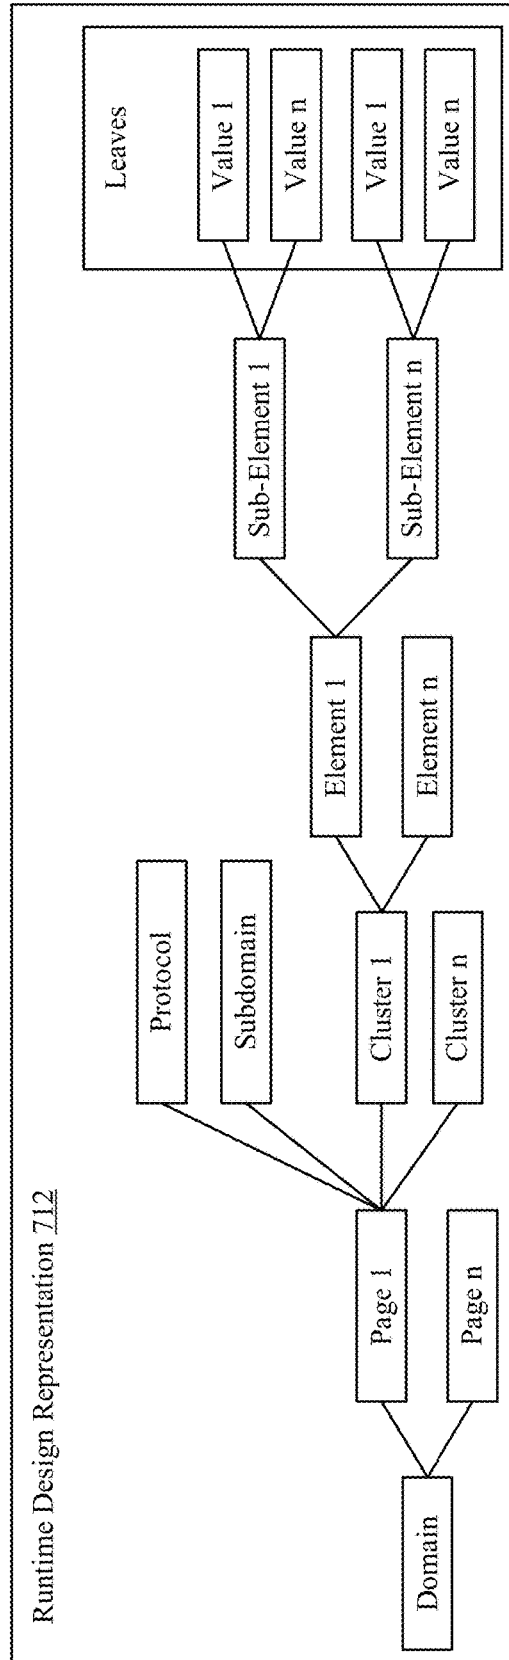 Runtime Design Representation 712
Domain
Page 1
Page n
Protocol
Subdomain
Cluster 1
Cluster n
Element 1
Element n
Sub-Element 1
Sub-Element n
Leaves
Value 1
Value n
Value 1
Value n